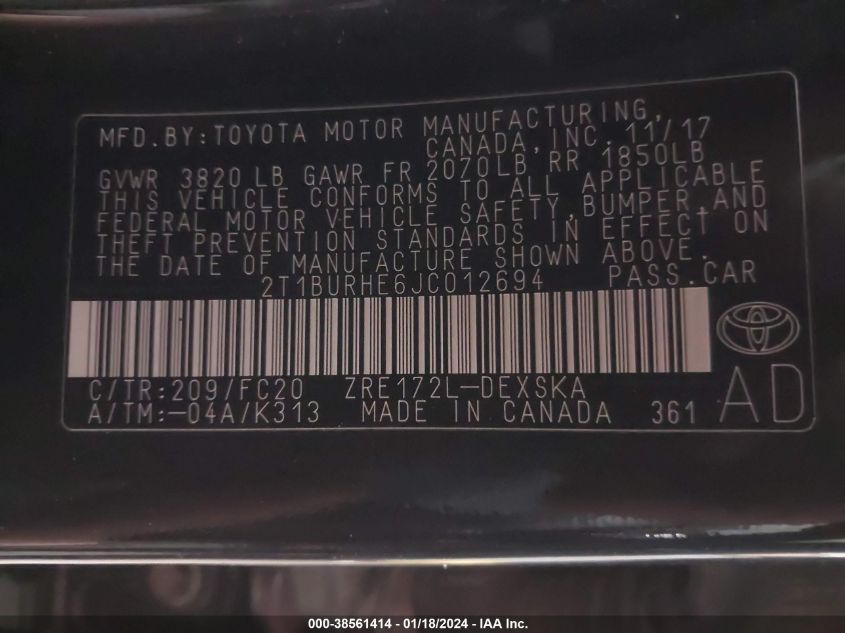 MFD.BY:TOYOTA MOTOR MANUFACTURING,
CANADA,INC. 11/17
GVWR 3820 LB GAWR FR 2070LB RR 1850LB
THIS VEHICLE CONFORMS TO ALL APPLICABLE
FEDERAL MOTOR VEHICLE SAFETY,BUMPER,AND
THEFT PREVENTION STANDARDS IN EFFECT ON
THE DATE OF MANUFACTURE SHOWN ABOVE.
2T1BURHE6JC012694 PASS.CAR
C/TR:209/FC20 ZRE172L-DEXSKA
A/TM:-04A/K313 MADE IN CANADA 361 AD
000-38561414 - 01/18/2024 - IAA Inc.